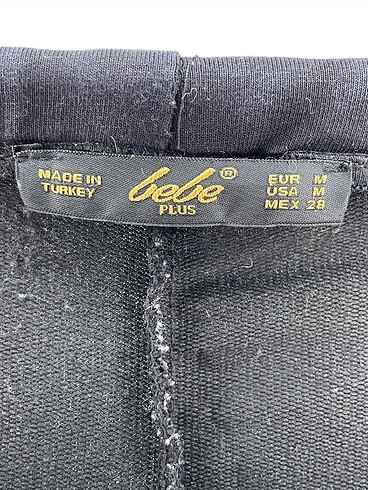 MADE IN
TURKEY
bebe®
PLUS
EUR M
USA M
MEX 28